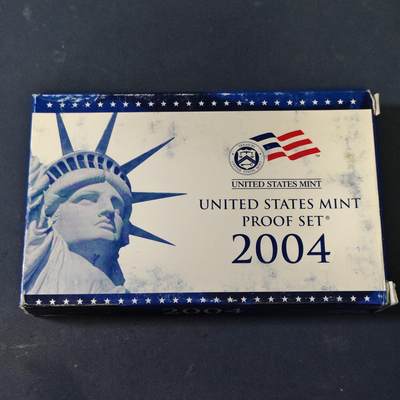 UNITED STATES MINT
UNITED STATES MINT
PROOF SET®
2004
2004